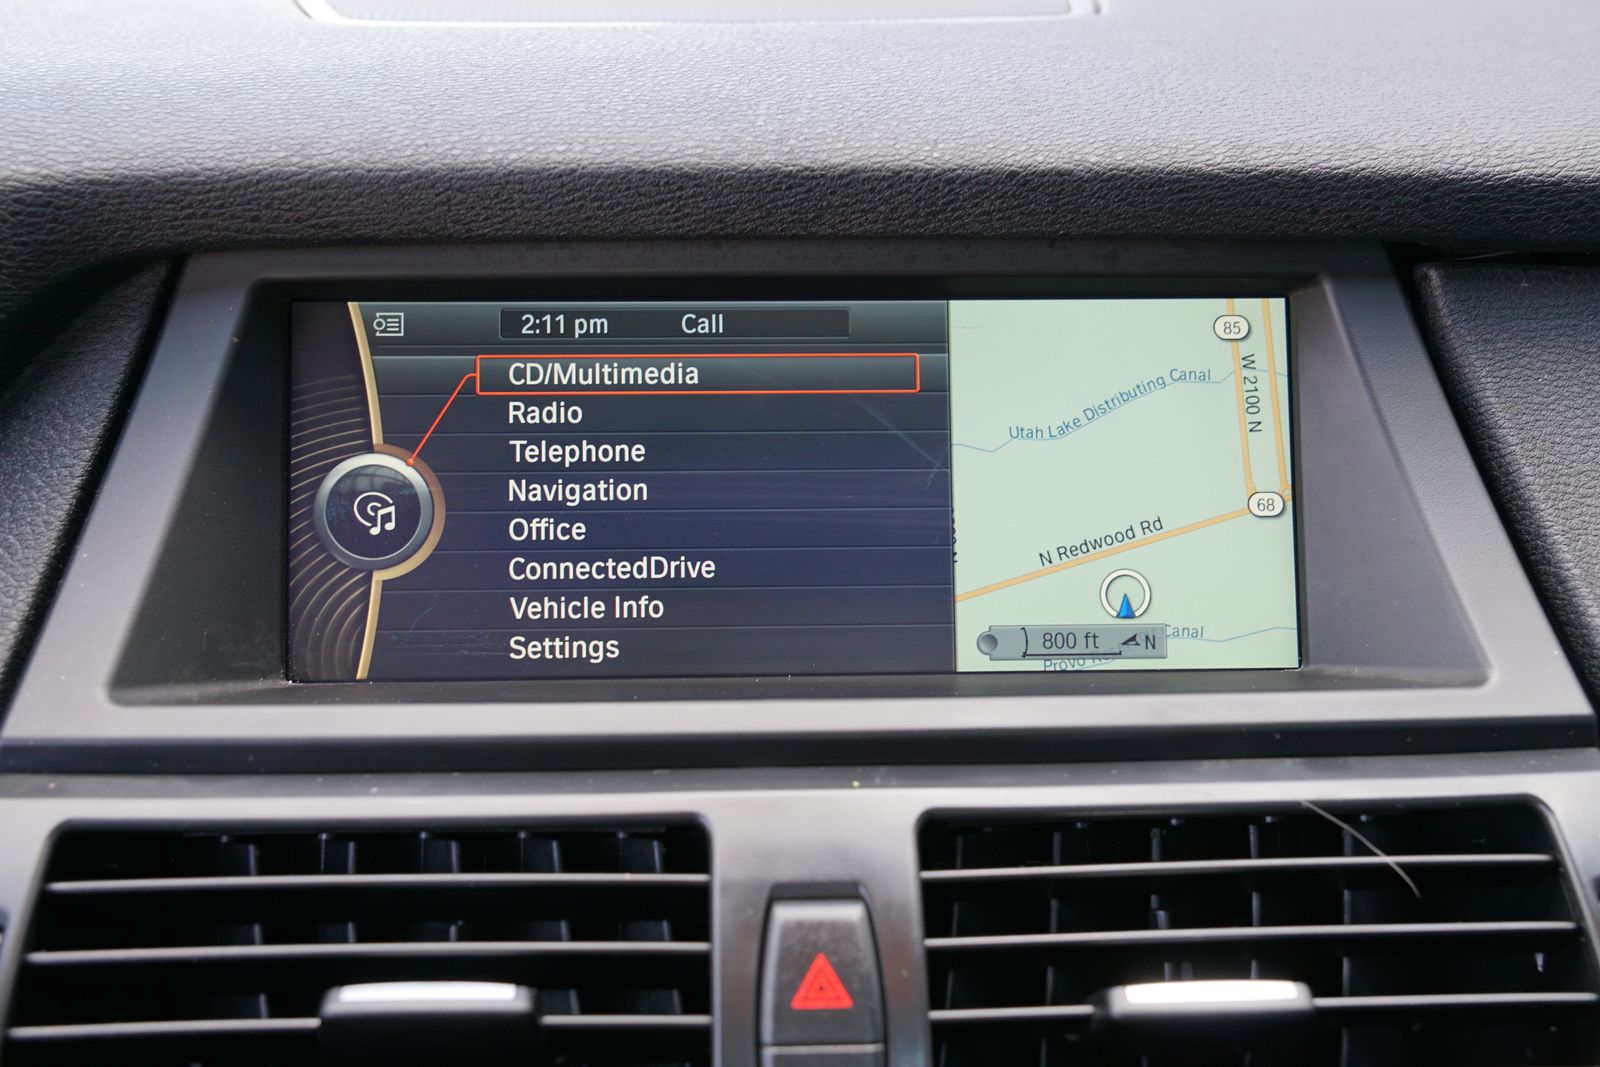 2:11 pm Call
CD/Multimedia
Radio
Telephone
Navigation
Office
ConnectedDrive
Vehicle Info
Settings
85
W 2100 N
Utah Lake Distributing Canal
68
N Redwood Rd
800 ft N
Canal
Provo